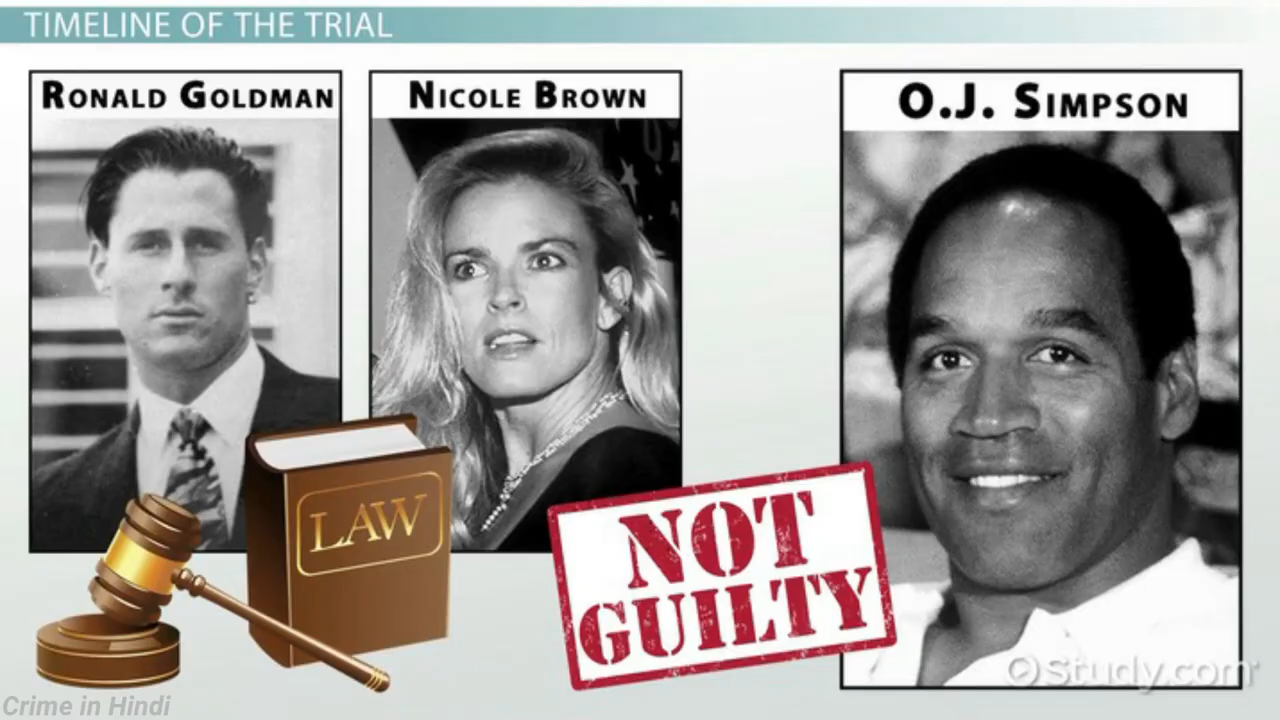 TIMELINE OF THE TRIAL
RONALD GOLDMAN
NICOLE BROWN
O.J. SIMPSON
LAW
NOT
GUILTY
Study.com
Crime in Hindi